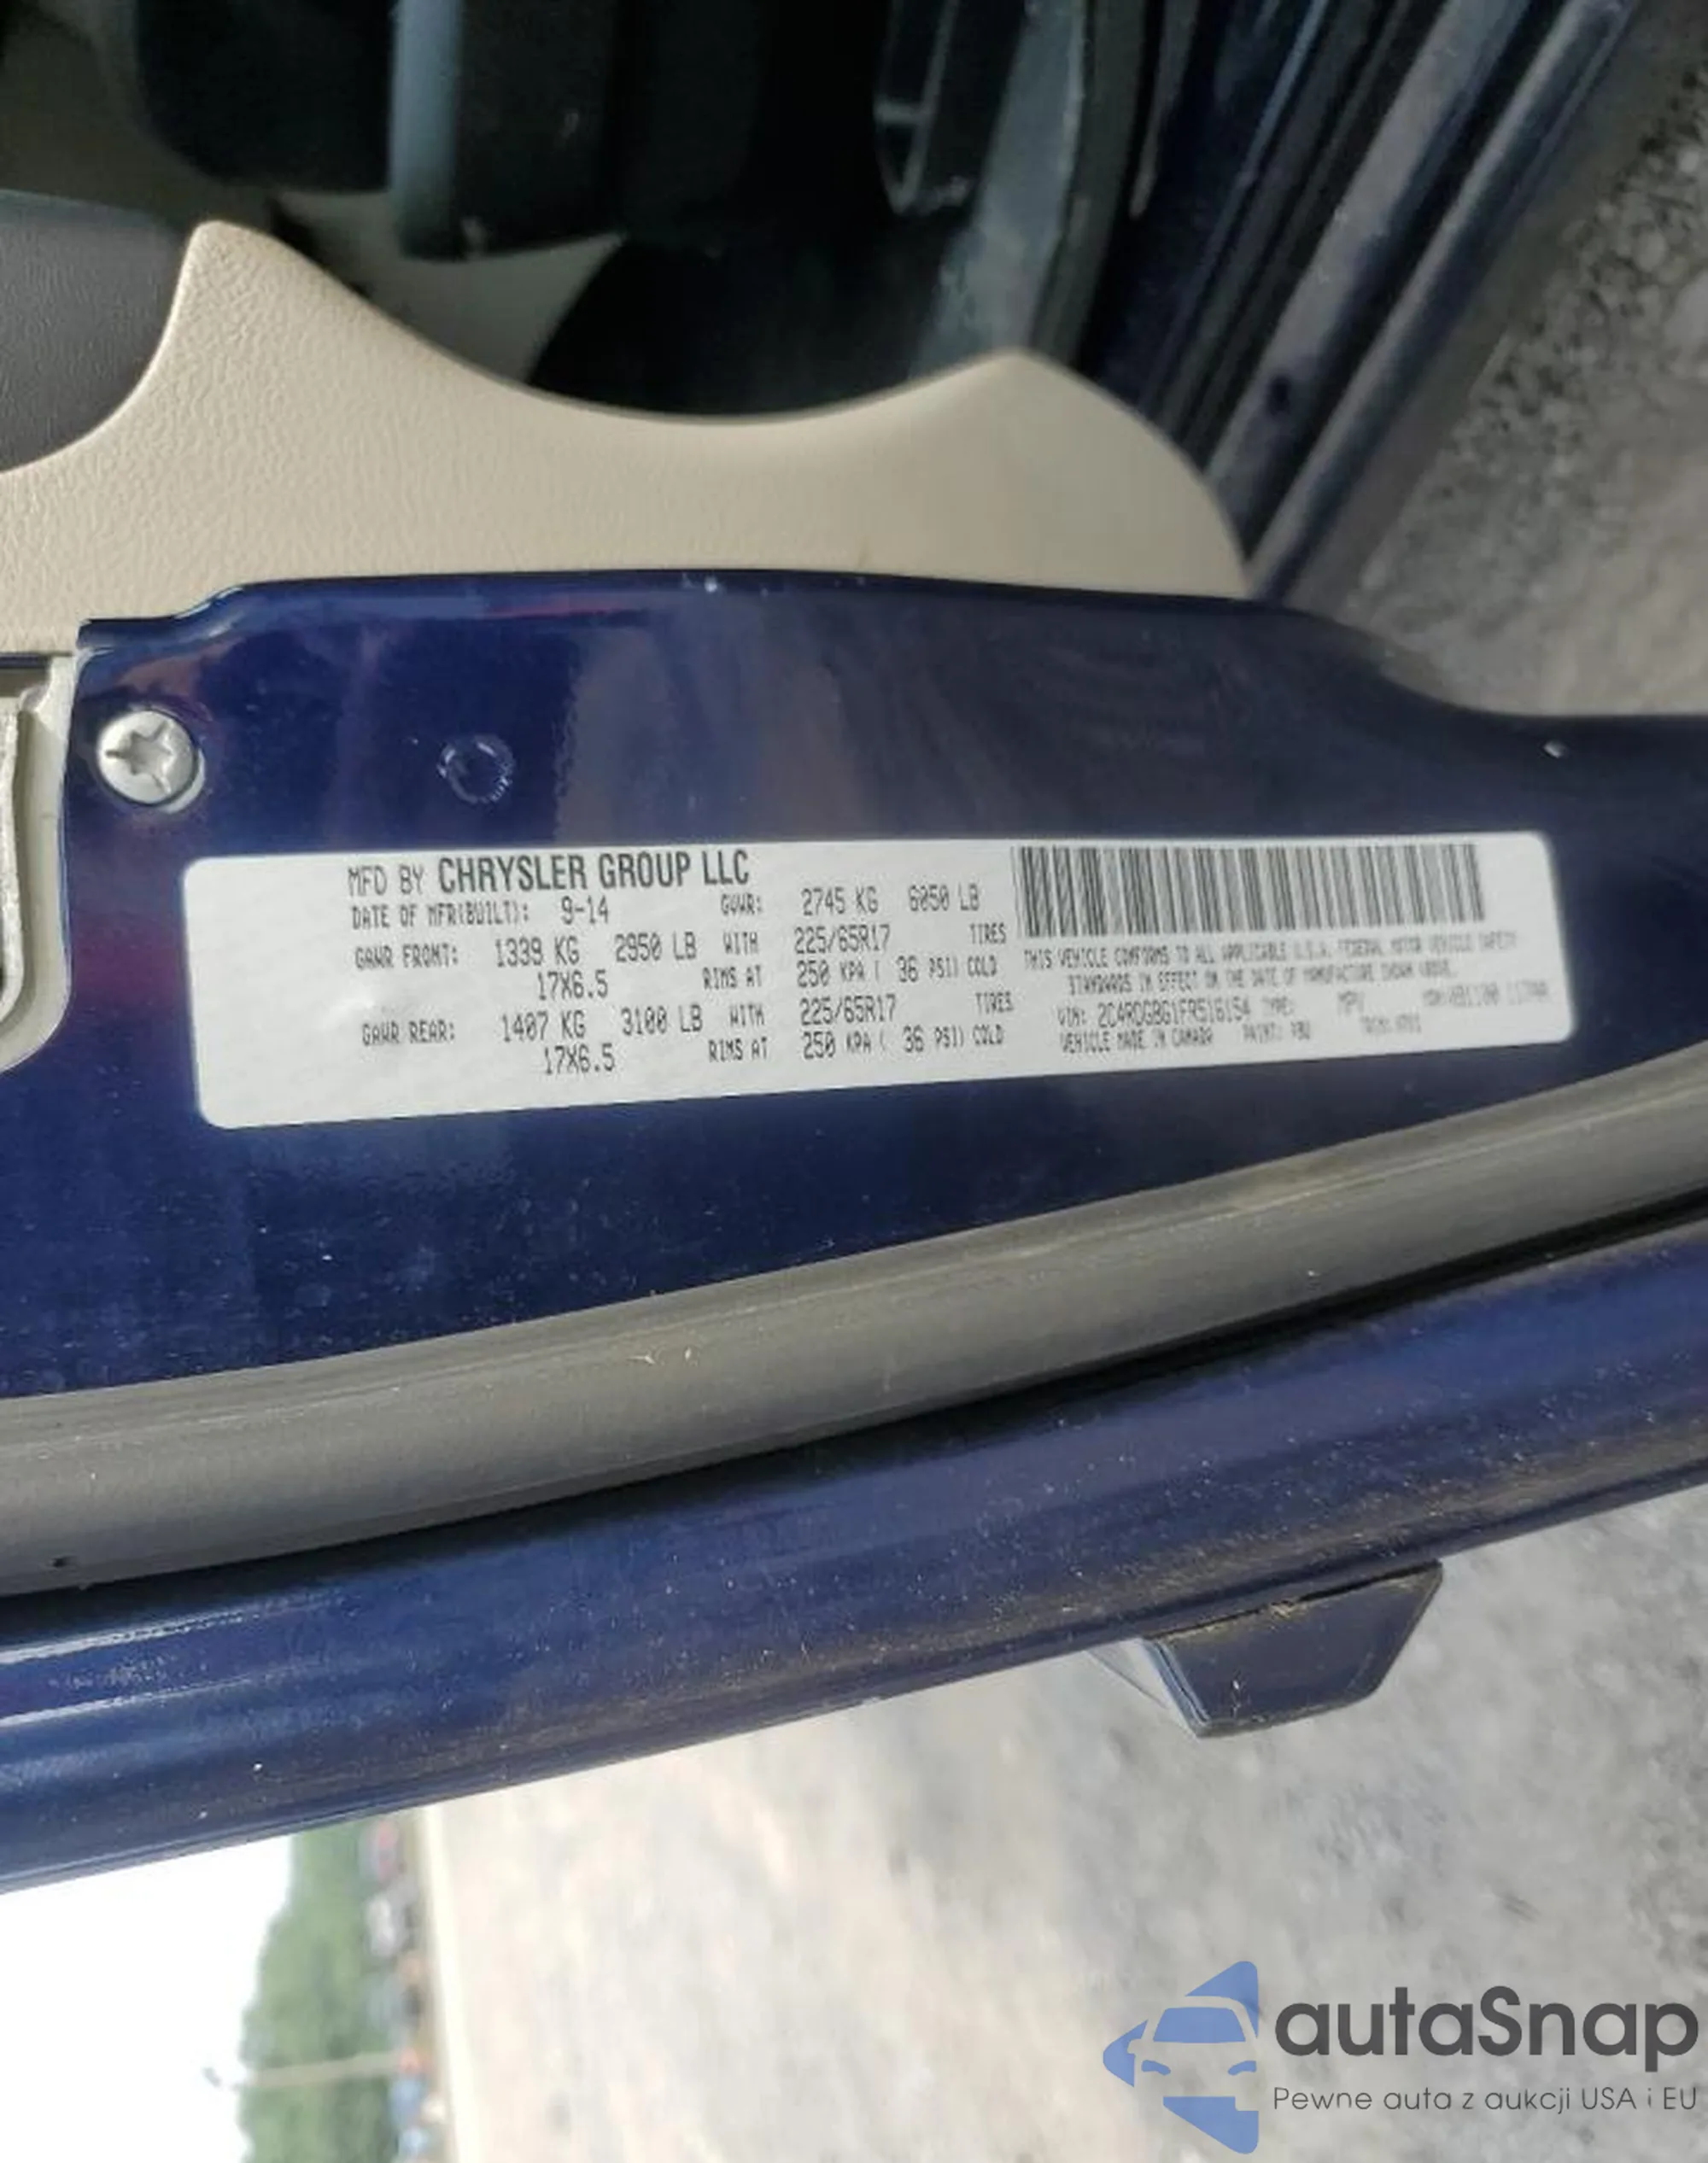 MFD BY CHRYSLER GROUP LLC
DATE OF MFR(BUILT): 9-14 GVWR: 2745 KG 6050 LB
GAWR FRONT: 1339 KG 2950 LB WITH 225/65R17 TIRES
17X6.5 RIMS AT 250 KPA ( 36 PSI) COLD
GAWR REAR: 1407 KG 3100 LB WITH 225/65R17 TIRES
17X6.5 RIMS AT 250 KPA ( 36 PSI) COLD
THIS VEHICLE CONFORMS TO ALL APPLICABLE U.S.A. FEDERAL MOTOR VEHICLE SAFETY
STANDARDS IN EFFECT ON THE DATE OF MANUFACTURE SHOWN ABOVE.
VIN: 2C4RDGBG1FR516154 TYPE: MPV
VEHICLE MADE IN CANADA PAINT: TRIM:
autaSnap
Pewne auta z aukcji USA i EU